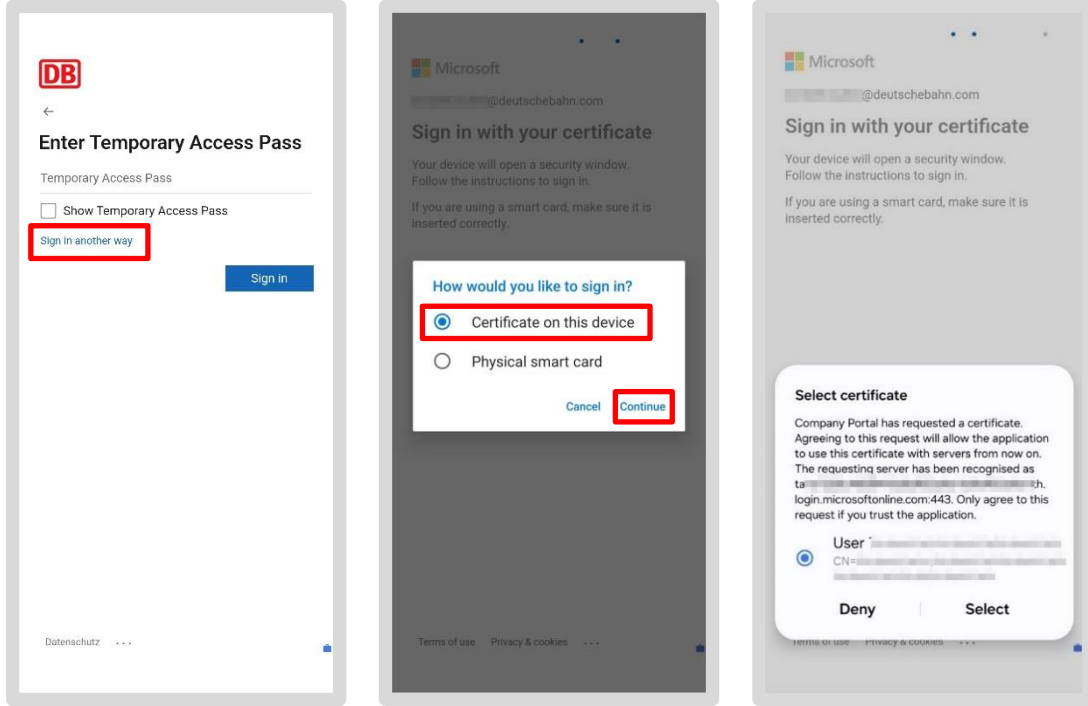 DB
←
Enter Temporary Access Pass
Temporary Access Pass
Show Temporary Access Pass
Sign in another way
Sign in
Datenschutz ...
Microsoft
@deutschebahn.com
Sign in with your certificate
Your device will open a security window.
Follow the instructions to sign in.
If you are using a smart card, make sure it is
inserted correctly.
How would you like to sign in?
Certificate on this device
Physical smart card
Cancel Continue
Terms of use Privacy & cookies ...
Microsoft
@deutschebahn.com
Sign in with your certificate
Your device will open a security window.
Follow the instructions to sign in.
If you are using a smart card, make sure it is
inserted correctly.
Select certificate
Company Portal has requested a certificate.
Agreeing to this request will allow the application
to use this certificate with servers from now on.
The requesting server has been recognised as
ta ch.
login.microsoftonline.com:443. Only agree to this
request if you trust the application.
User
CN=
Deny Select
Terms of use Privacy & cookies ...